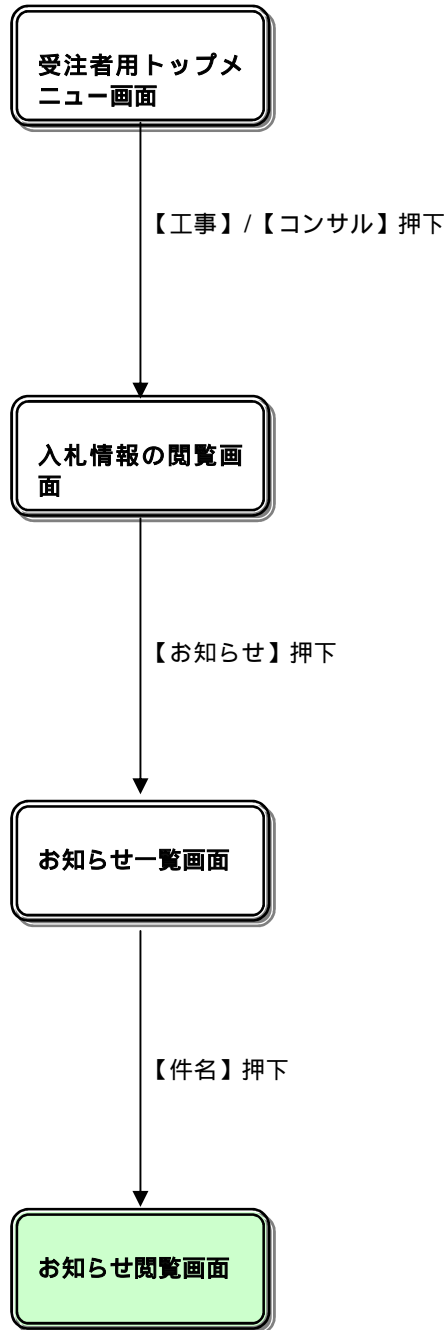 受注者用トップメ
ニュー画面
【工事】/【コンサル】押下
入札情報の閲覧画
面
【お知らせ】押下
お知らせ一覧画面
【件名】押下
お知らせ閲覧画面